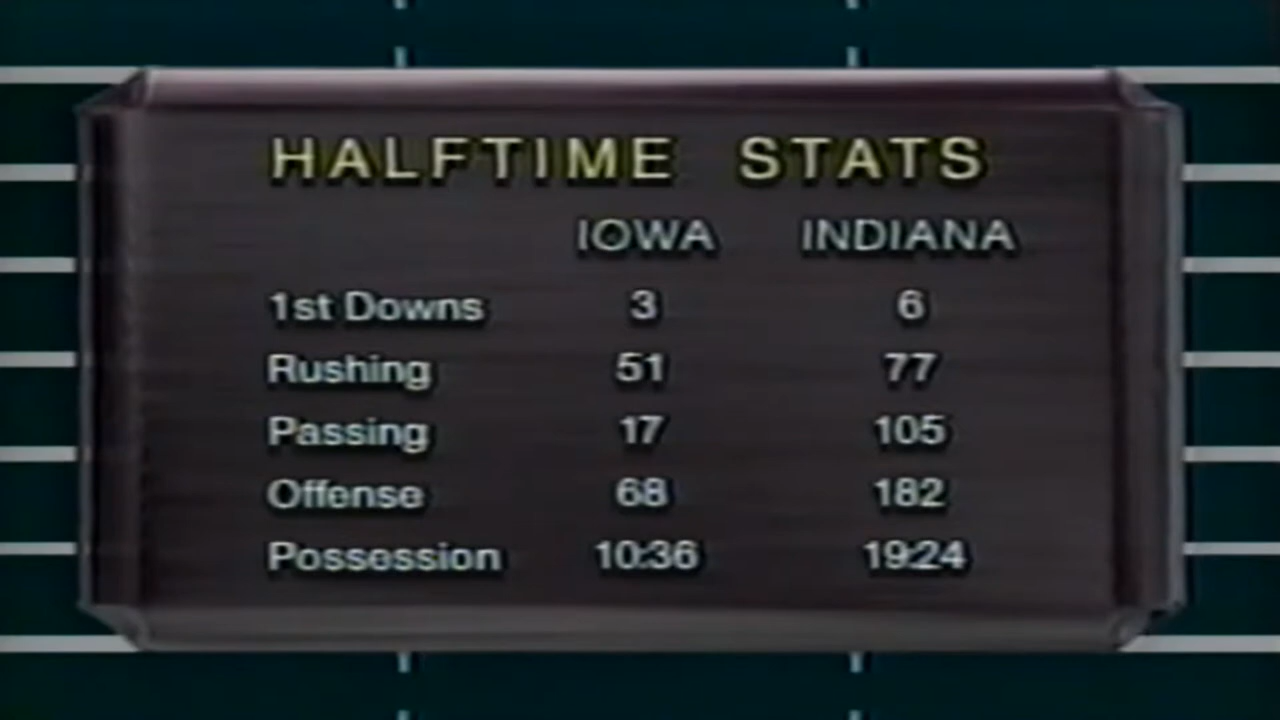 HALFTIME STATS
IOWA INDIANA
1st Downs 3 6
Rushing 51 77
Passing 17 105
Offense 68 182
Possession 10:36 19:24